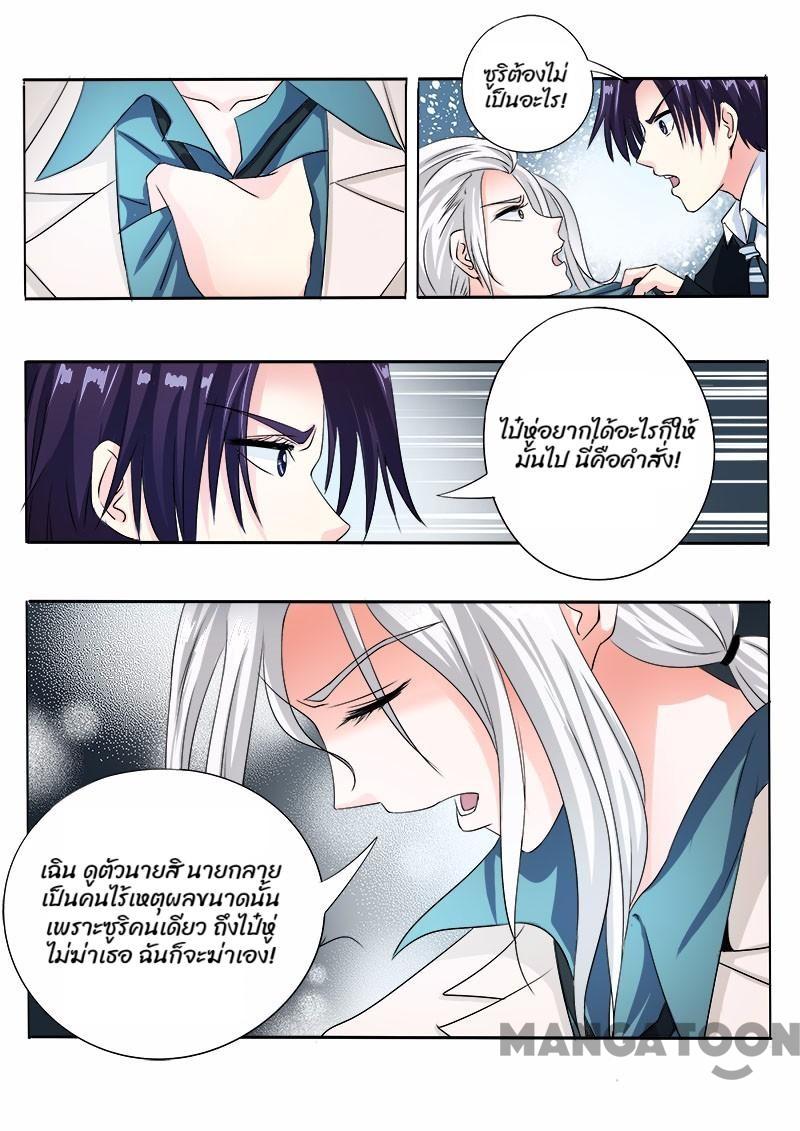 ซูริต้องไม่
เป็นอะไร!
ไป๋หู่อยากได้อะไรก็ให้
มันไป นี่คือคำสั่ง!
เฉิน ดูตัวนายสิ นายกลาย
เป็นคนไร้เหตุผลขนาดนั้น
เพราะซูริคนเดียว ถึงไป๋หู่
ไม่ฆ่าเธอ ฉันก็จะฆ่าเอง!
MANGATOON